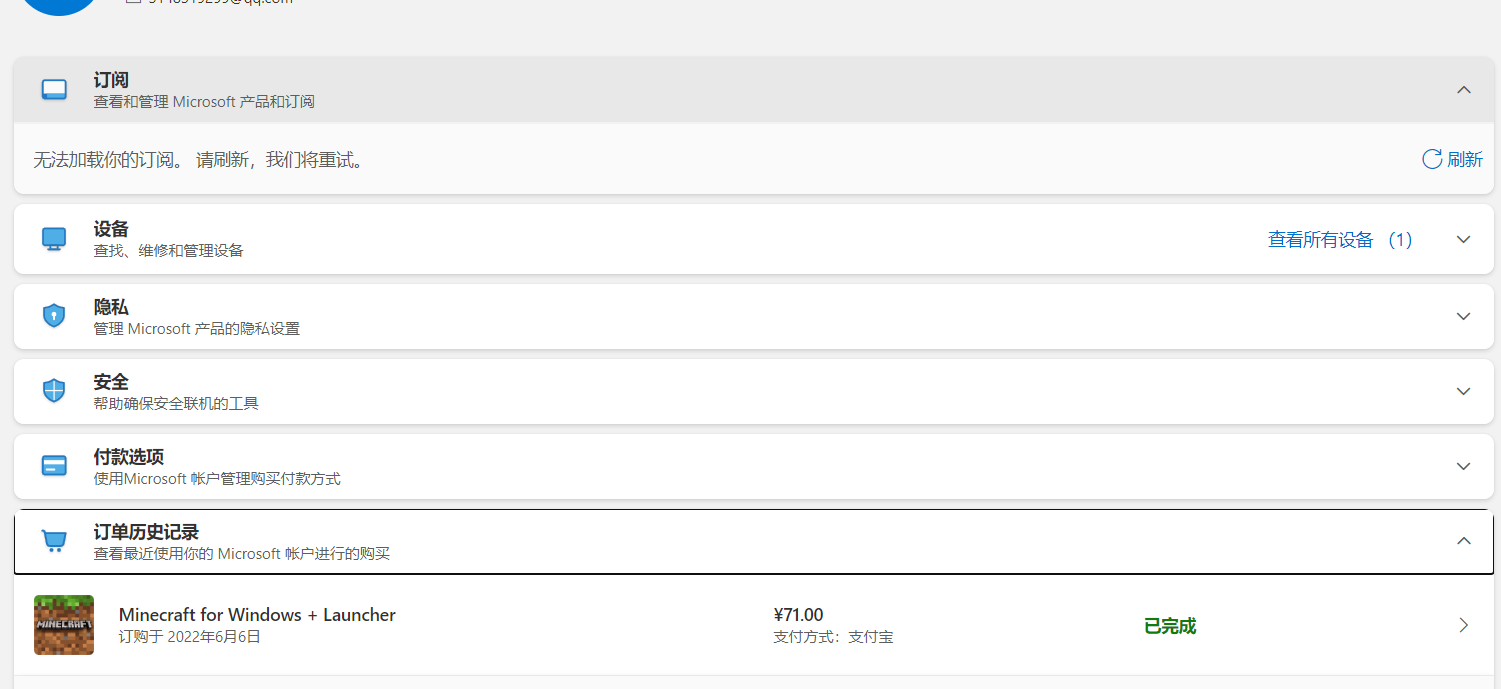 订阅
查看和管理 Microsoft 产品和订阅
无法加载你的订阅。 请刷新，我们将重试。
刷新
设备
查找、维修和管理设备
查看所有设备 （1）
隐私
管理 Microsoft 产品的隐私设置
安全
帮助确保安全联机的工具
付款选项
使用Microsoft 帐户管理购买付款方式
订单历史记录
查看最近使用你的 Microsoft 帐户进行的购买
MINECRAFT
Minecraft for Windows + Launcher
订购于 2022年6月6日
¥71.00
支付方式：支付宝
已完成